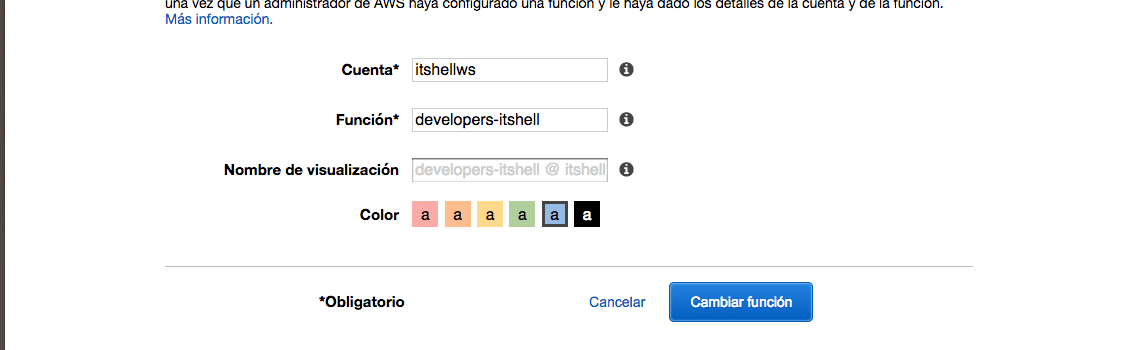 una vez que un administrador de AWS haya configurado una función y le haya dado los detalles de la cuenta y de la función.
Más información.
Cuenta* itshellws
Función* developers-itshell
Nombre de visualización developers-itshell @ itshell
Color a a a a a a
*Obligatorio Cancelar Cambiar función